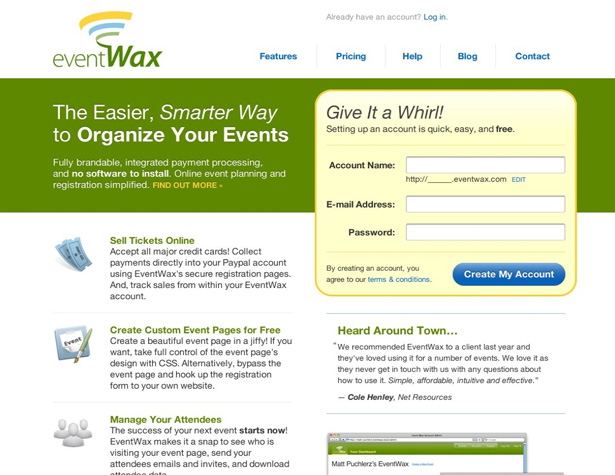 Already have an account? Log in.
eventWax
Features
Pricing
Help
Blog
Contact
The Easier, Smarter Way
to Organize Your Events
Fully brandable, integrated payment processing,
and no software to install. Online event planning and
registration simplified. FIND OUT MORE »
Give It a Whirl!
Setting up an account is quick, easy, and free.
Account Name:
http://______.eventwax.com EDIT
E-mail Address:
Password:
By creating an account, you
agree to our terms & conditions.
Create My Account
Sell Tickets Online
Accept all major credit cards! Collect
payments directly into your Paypal account
using EventWax's secure registration pages.
And, track sales from within your EventWax
account.
Event
Create Custom Event Pages for Free
Create a beautiful event page in a jiffy! If you
want, take full control of the event page's
design with CSS. Alternatively, bypass the
event page and hook up the registration
form to your own website.
Manage Your Attendees
The success of your next event starts now!
EventWax makes it a snap to see who is
visiting your event page, send your
attendees emails and invites, and download
attendee data.
Heard Around Town…
"We recommended EventWax to a client last year and
they've loved using it for a number of events. We love it as
they never get in touch with us with any questions about
how to use it. Simple, affordable, intuitive and effective."
— Cole Henley, Net Resources
Your Dashboard
Matt Puchlerz's EventWax